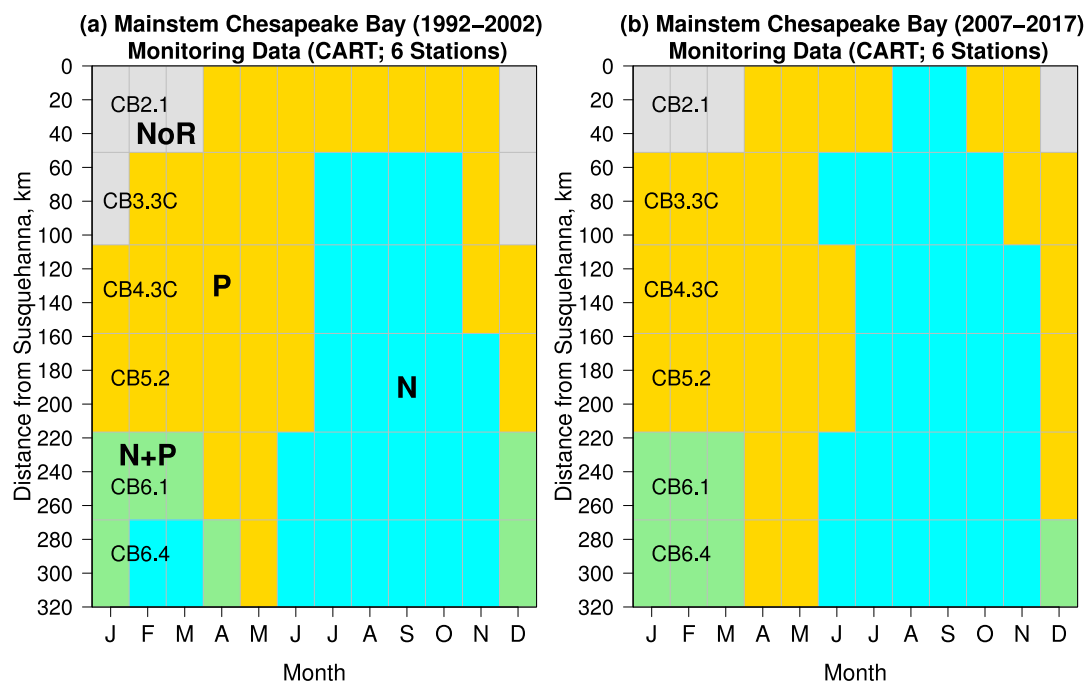 (a) Mainstem Chesapeake Bay (1992−2002)
Monitoring Data (CART; 6 Stations)
Distance from Susquehanna, km
0
20
40
60
80
100
120
140
160
180
200
220
240
260
280
300
320
CB2.1
NoR
CB3.3C
CB4.3C
P
CB5.2
N
N+P
CB6.1
CB6.4
J F M A M J J A S O N D
Month
(b) Mainstem Chesapeake Bay (2007−2017)
Monitoring Data (CART; 6 Stations)
Distance from Susquehanna, km
0
20
40
60
80
100
120
140
160
180
200
220
240
260
280
300
320
CB2.1
CB3.3C
CB4.3C
CB5.2
CB6.1
CB6.4
J F M A M J J A S O N D
Month